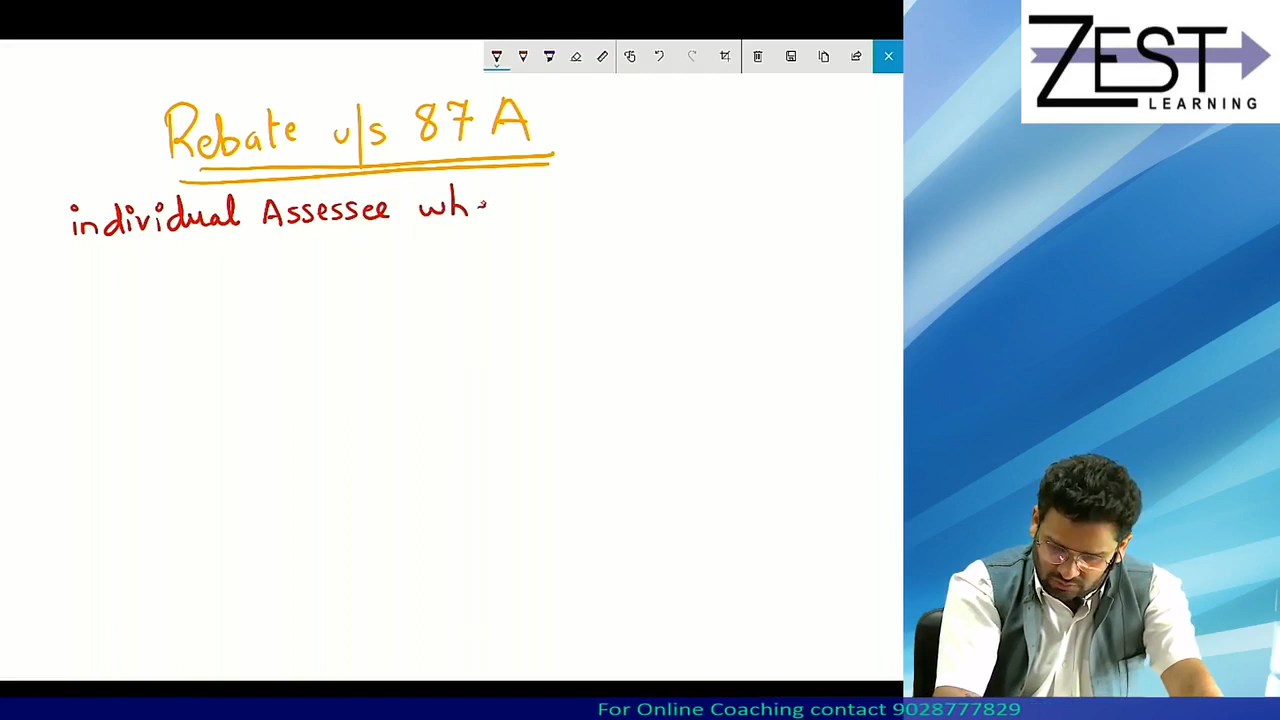 ZEST
LEARNING
Rebate u/s 87 A
individual Assessee wh
For Online Coaching contact 9028777829